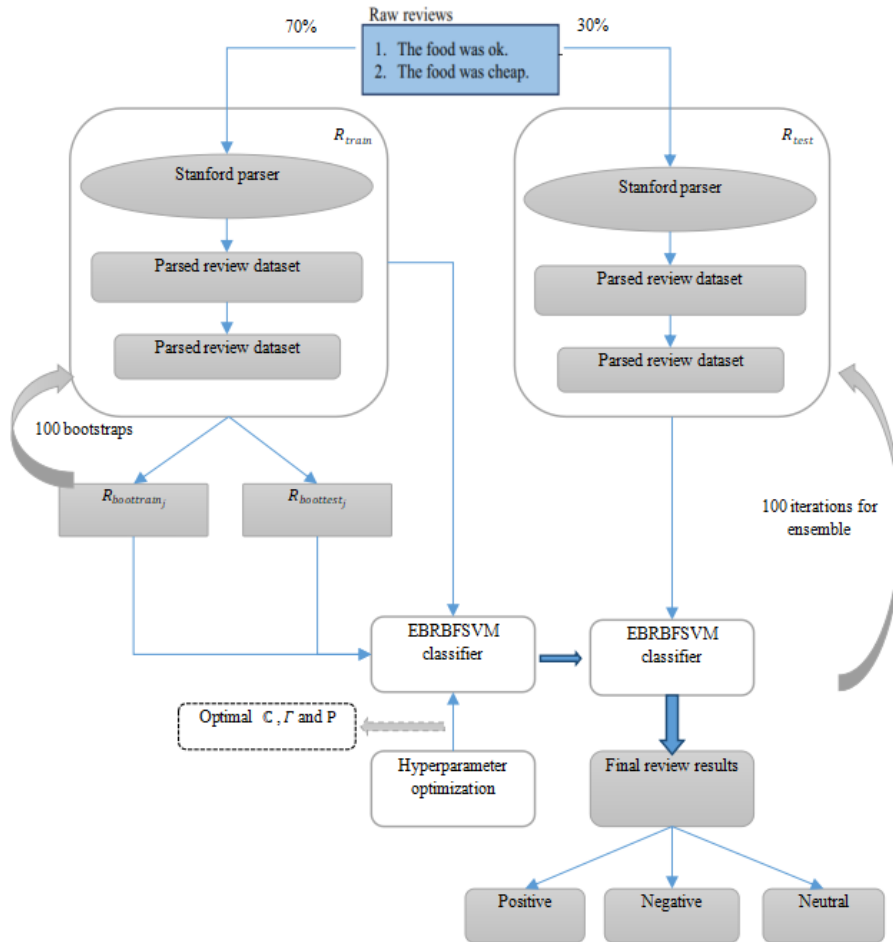 Raw reviews
70%
30%
1. The food was ok.
2. The food was cheap.
R_train
Stanford parser
Parsed review dataset
Parsed review dataset
R_test
Stanford parser
Parsed review dataset
Parsed review dataset
100 bootstraps
R_boottrain_j
R_boottest_j
100 iterations for
ensemble
EBRBFSVM
classifier
EBRBFSVM
classifier
Optimal ℂ , Γ and P
Hyperparameter
optimization
Final review results
Positive
Negative
Neutral